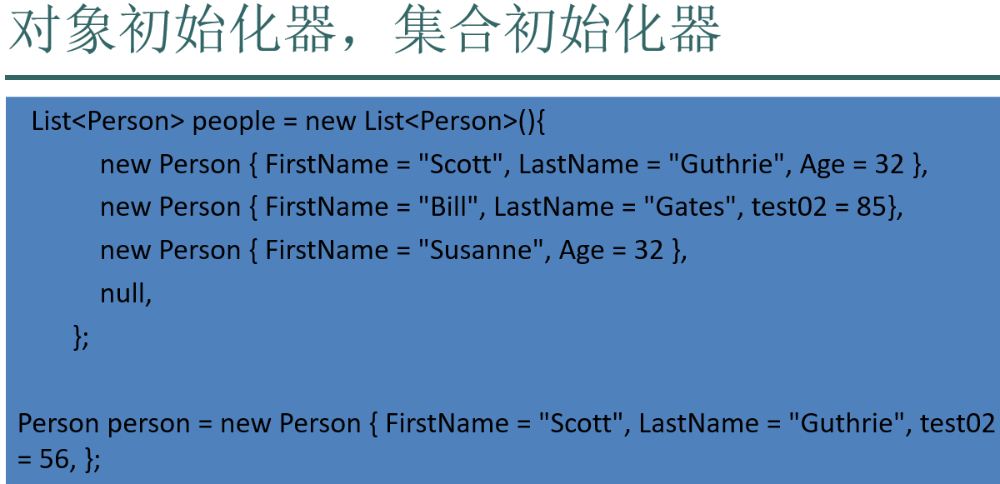 对象初始化器，集合初始化器
List<Person> people = new List<Person>(){
new Person { FirstName = "Scott", LastName = "Guthrie", Age = 32 },
new Person { FirstName = "Bill", LastName = "Gates", test02 = 85},
new Person { FirstName = "Susanne", Age = 32 },
null,
};
Person person = new Person { FirstName = "Scott", LastName = "Guthrie", test02
= 56, };